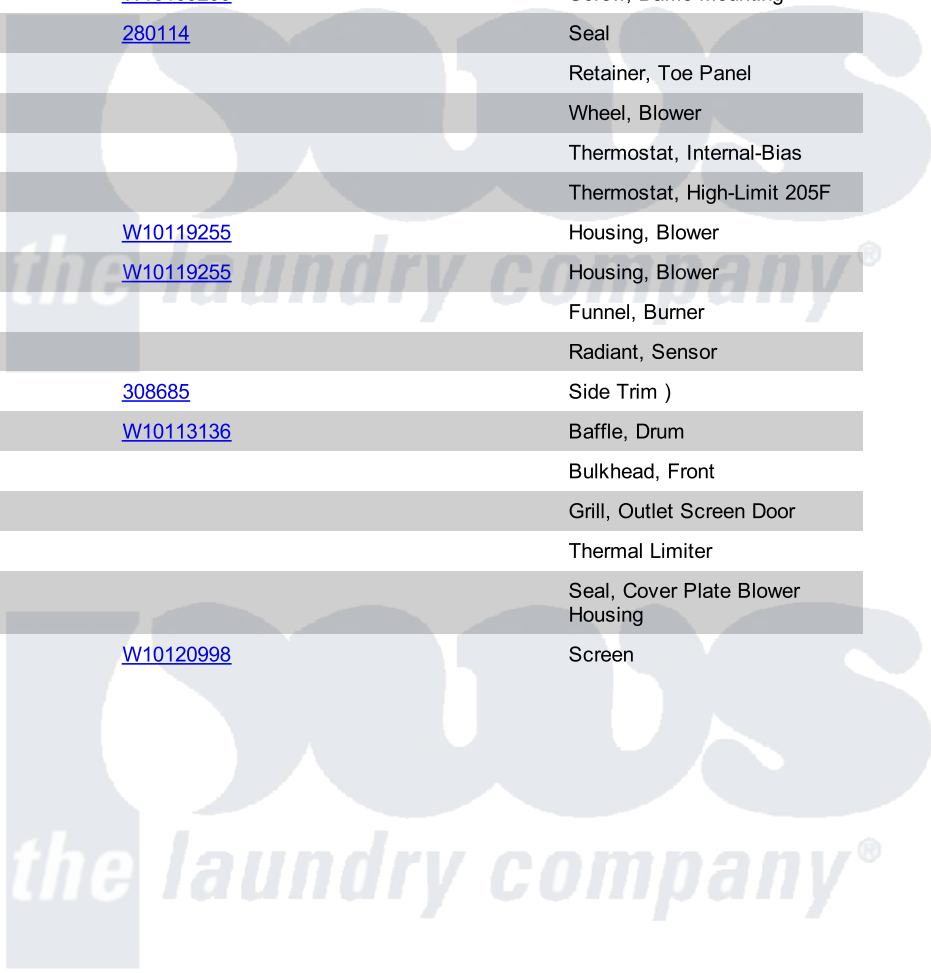 280114 Seal
Retainer, Toe Panel
Wheel, Blower
Thermostat, Internal-Bias
Thermostat, High-Limit 205F
W10119255 Housing, Blower
W10119255 Housing, Blower
Funnel, Burner
Radiant, Sensor
308685 Side Trim )
W10113136 Baffle, Drum
Bulkhead, Front
Grill, Outlet Screen Door
Thermal Limiter
Seal, Cover Plate Blower
Housing
W10120998 Screen
pws
the laundry company®
pws
the laundry company®